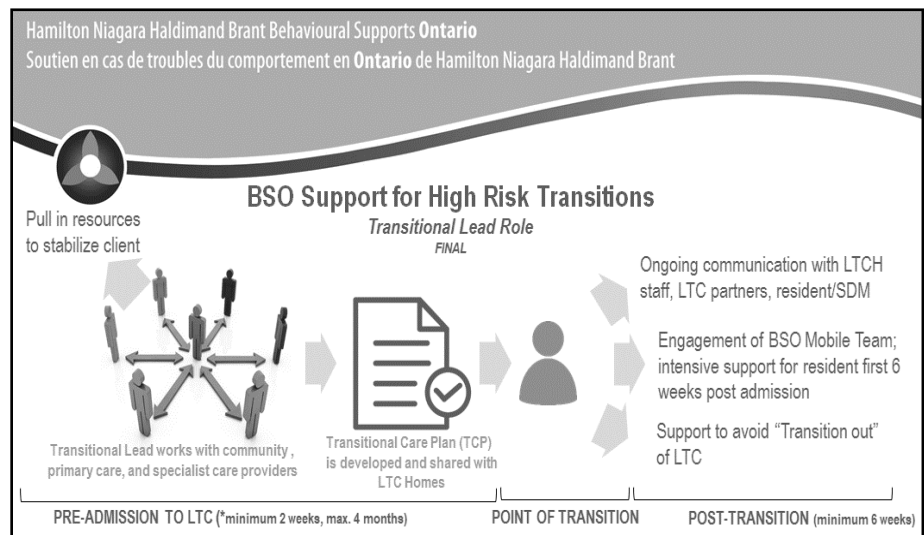 Hamilton Niagara Haldimand Brant Behavioural Supports Ontario
Soutien en cas de troubles du comportement en Ontario de Hamilton Niagara Haldimand Brant
BSO Support for High Risk Transitions
Transitional Lead Role
FINAL
Pull in resources
to stabilize client
Transitional Lead works with community ,
primary care, and specialist care providers
Transitional Care Plan (TCP)
is developed and shared with
LTC Homes
Ongoing communication with LTCH
staff, LTC partners, resident/SDM
Engagement of BSO Mobile Team;
intensive support for resident first 6
weeks post admission
Support to avoid “Transition out”
of LTC
PRE-ADMISSION TO LTC (*minimum 2 weeks, max. 4 months)
POINT OF TRANSITION
POST-TRANSITION (minimum 6 weeks)